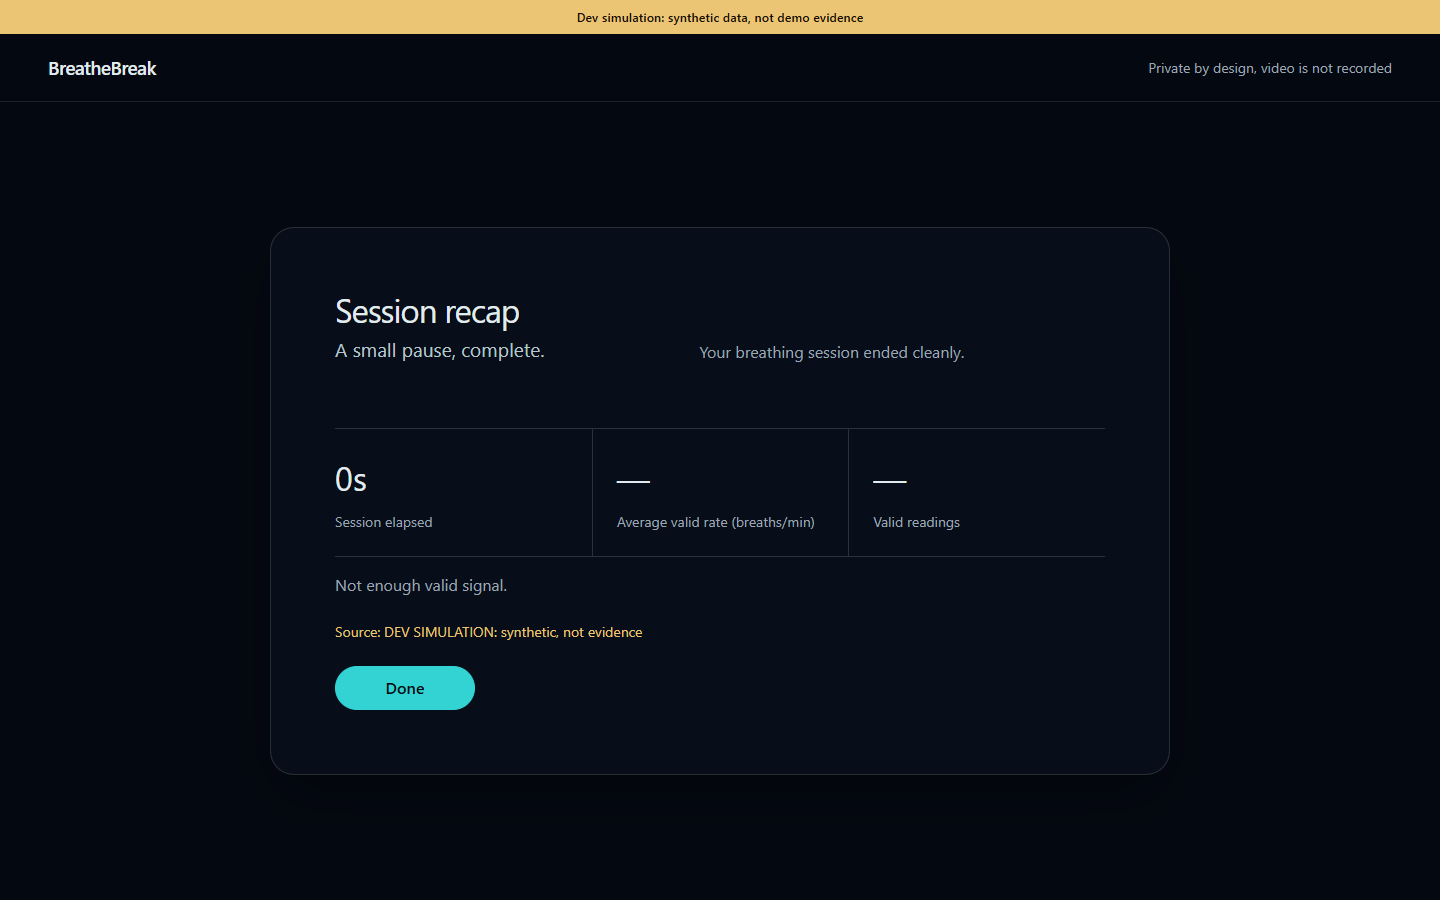 Dev simulation: synthetic data, not demo evidence
BreatheBreak
Private by design, video is not recorded
Session recap
A small pause, complete.
Your breathing session ended cleanly.
0s
Session elapsed
—
Average valid rate (breaths/min)
—
Valid readings
Not enough valid signal.
Source: DEV SIMULATION: synthetic, not evidence
Done